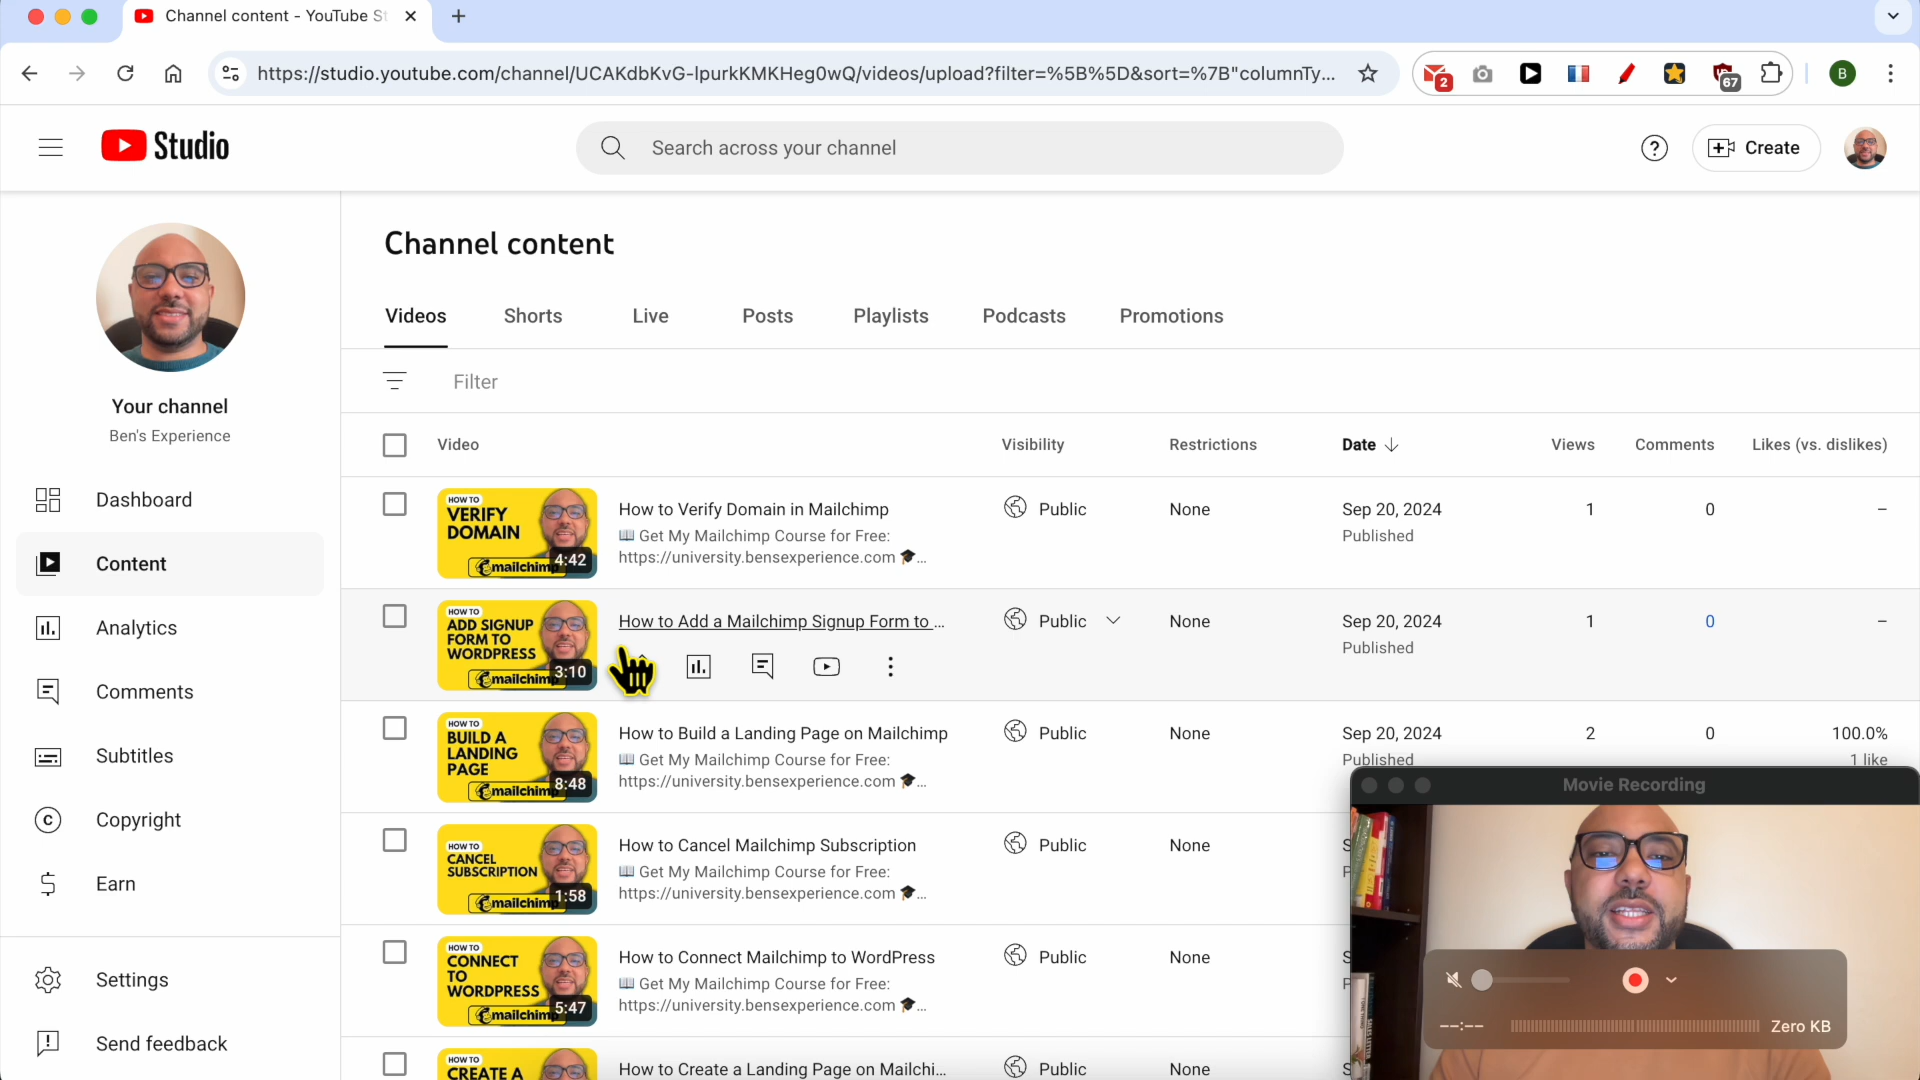 Channel content - YouTube St
https://studio.youtube.com/channel/UCAKdbKvG-lpurkKMKHeg0wQ/videos/upload?filter=%5B%5D&sort=%7B"columnTy...
2
67
B
Studio
Search across your channel
?
Create
Your channel
Ben's Experience
Dashboard
Content
Analytics
Comments
Subtitles
Copyright
Earn
Settings
Send feedback
Channel content
Videos Shorts Live Posts Playlists Podcasts Promotions
Filter
Video Visibility Restrictions Date Views Comments Likes (vs. dislikes)
HOW TO
VERIFY
DOMAIN
4:42
mailchimp
How to Verify Domain in Mailchimp
Get My Mailchimp Course for Free:
https://university.bensexperience.com ...
Public None Sep 20, 2024 1 0 –
Published
HOW TO
ADD SIGNUP
FORM TO
WORDPRESS
3:10
mailchimp
How to Add a Mailchimp Signup Form to ...
Public None Sep 20, 2024 1 0 –
Published
HOW TO
BUILD A
LANDING
PAGE
8:48
mailchimp
How to Build a Landing Page on Mailchimp
Get My Mailchimp Course for Free:
https://university.bensexperience.com ...
Public None Sep 20, 2024 2 0 100.0%
Published 1 like
HOW TO
CANCEL
SUBSCRIPTION
1:58
mailchimp
How to Cancel Mailchimp Subscription
Get My Mailchimp Course for Free:
https://university.bensexperience.com ...
Public None
HOW TO
CONNECT
TO
WORDPRESS
5:47
mailchimp
How to Connect Mailchimp to WordPress
Get My Mailchimp Course for Free:
https://university.bensexperience.com ...
Public None
HOW TO
CREATE A
How to Create a Landing Page on Mailchi...
Public None
Movie Recording
--:--
Zero KB